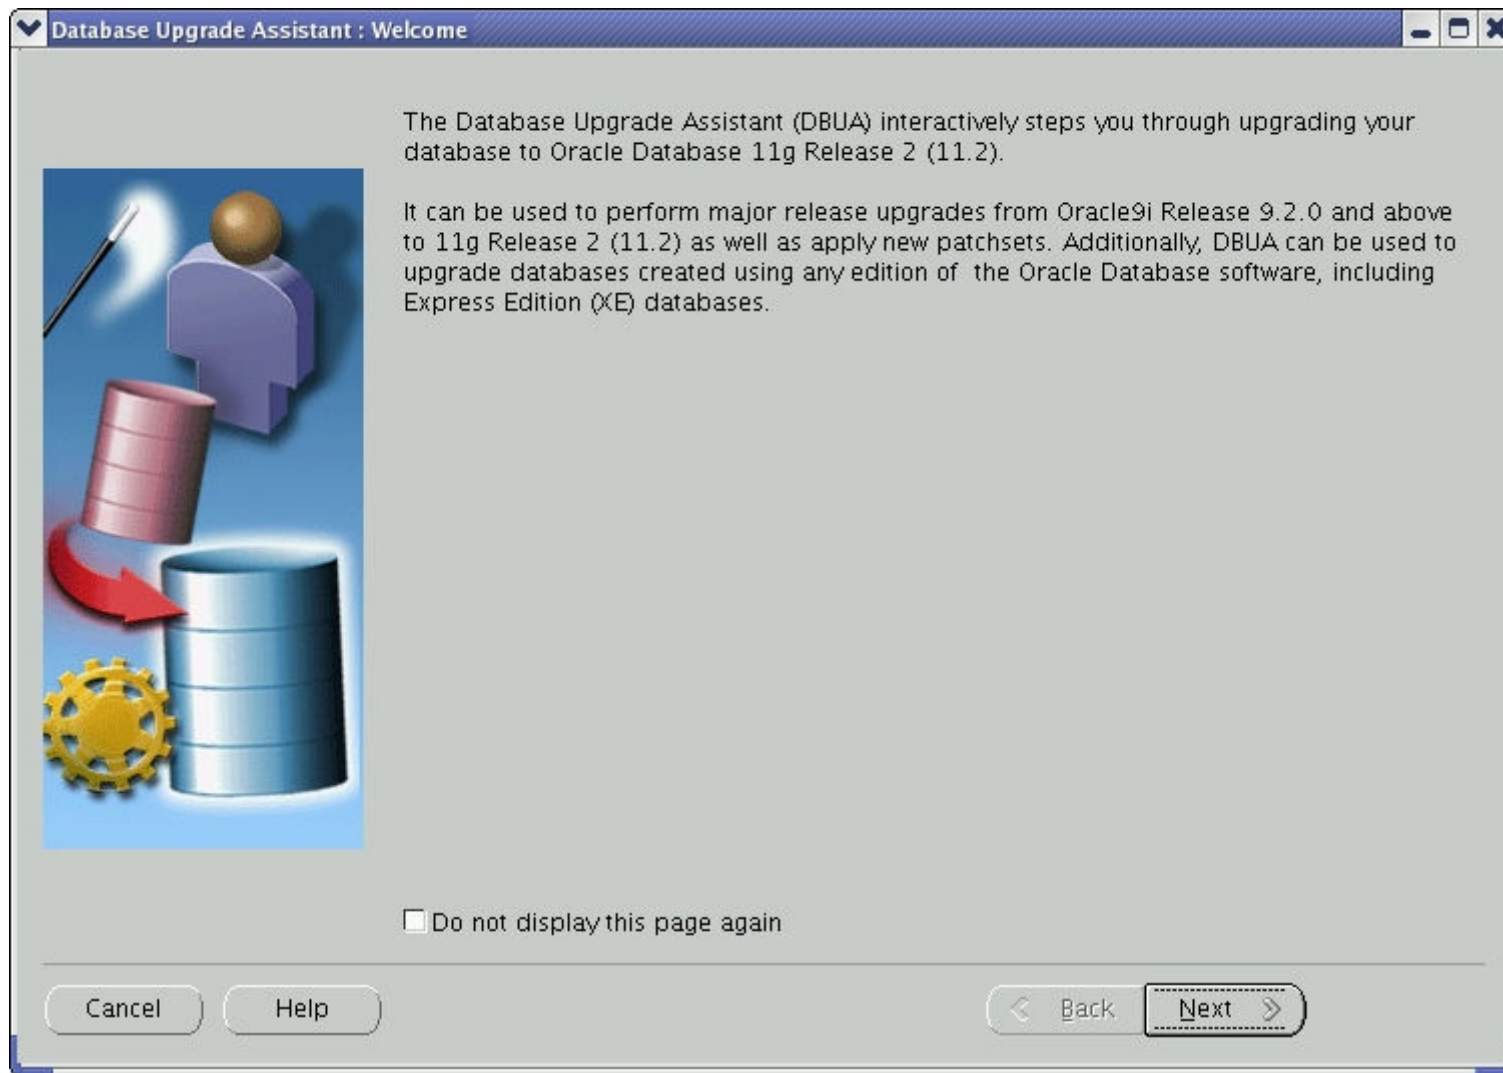 Database Upgrade Assistant : Welcome
The Database Upgrade Assistant (DBUA) interactively steps you through upgrading your
database to Oracle Database 11g Release 2 (11.2).
It can be used to perform major release upgrades from Oracle9i Release 9.2.0 and above
to 11g Release 2 (11.2) as well as apply new patchsets. Additionally, DBUA can be used to
upgrade databases created using any edition of  the Oracle Database software, including
Express Edition (XE) databases.
Do not display this page again
Cancel Help Back Next